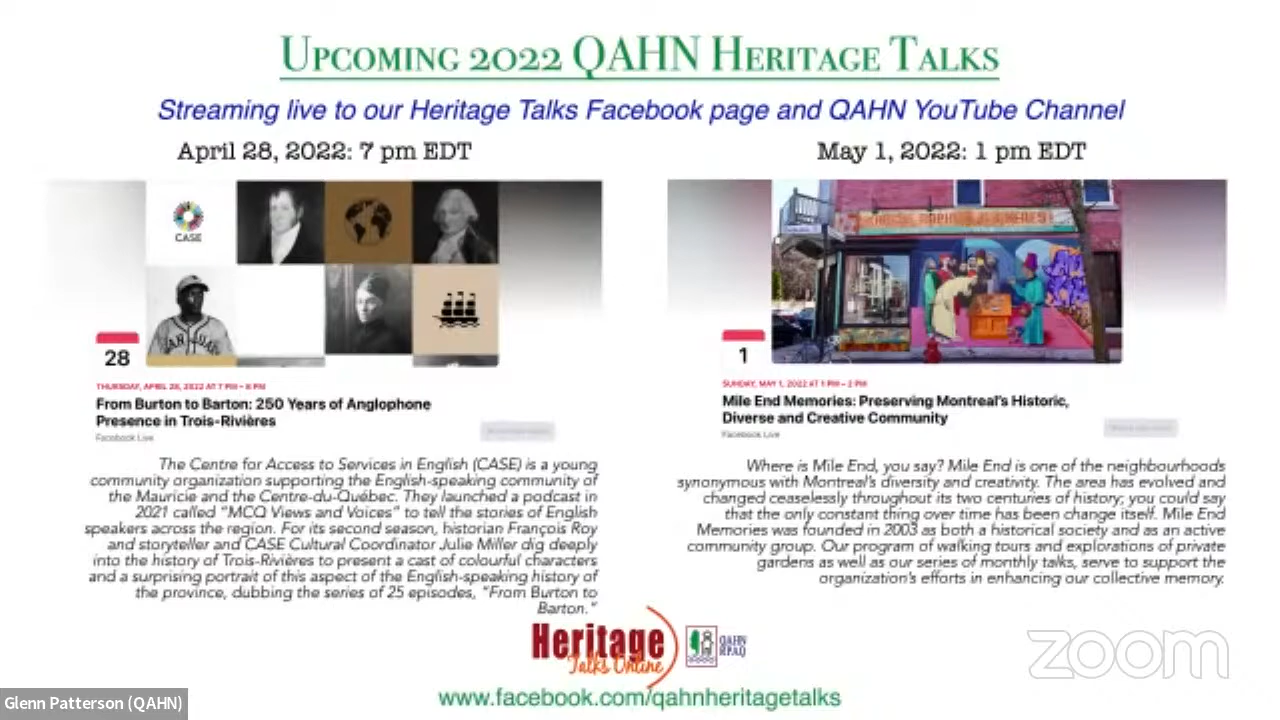 UPCOMING 2022 QAHN HERITAGE TALKS
Streaming live to our Heritage Talks Facebook page and QAHN YouTube Channel
April 28, 2022: 7 pm EDT
CASE
28
THURSDAY, APRIL 28, 2022 AT 7 PM – 8 PM
From Burton to Barton: 250 Years of Anglophone
Presence in Trois-Rivières
Facebook Live
The Centre for Access to Services in English (CASE) is a young
community organization supporting the English-speaking community of
the Mauricie and the Centre-du-Québec. They launched a podcast in
2021 called "MCQ Views and Voices" to tell the stories of English
speakers across the region. For its second season, historian François Roy
and storyteller and CASE Cultural Coordinator Julie Miller dig deeply
into the history of Trois-Rivières to present a cast of colourful characters
and a surprising portrait of this aspect of the English-speaking history of
the province, dubbing the series of 25 episodes, "From Burton to
Barton."
May 1, 2022: 1 pm EDT
1
SUNDAY, MAY 1, 2022 AT 1 PM – 2 PM
Mile End Memories: Preserving Montreal's Historic,
Diverse and Creative Community
Facebook Live
Where is Mile End, you say? Mile End is one of the neighbourhoods
synonymous with Montreal's diversity and creativity. The area has evolved and
changed ceaselessly throughout its two centuries of history; you could say
that the only constant thing over time has been change itself. Mile End
Memories was founded in 2003 as both a historical society and as an active
community group. Our program of walking tours and explorations of private
gardens as well as our series of monthly talks, serve to support the
organization's efforts in enhancing our collective memory.
Heritage
Talks Online
QAHN
RPAQ
www.facebook.com/qahnheritagetalks
zoom
Glenn Patterson (QAHN)